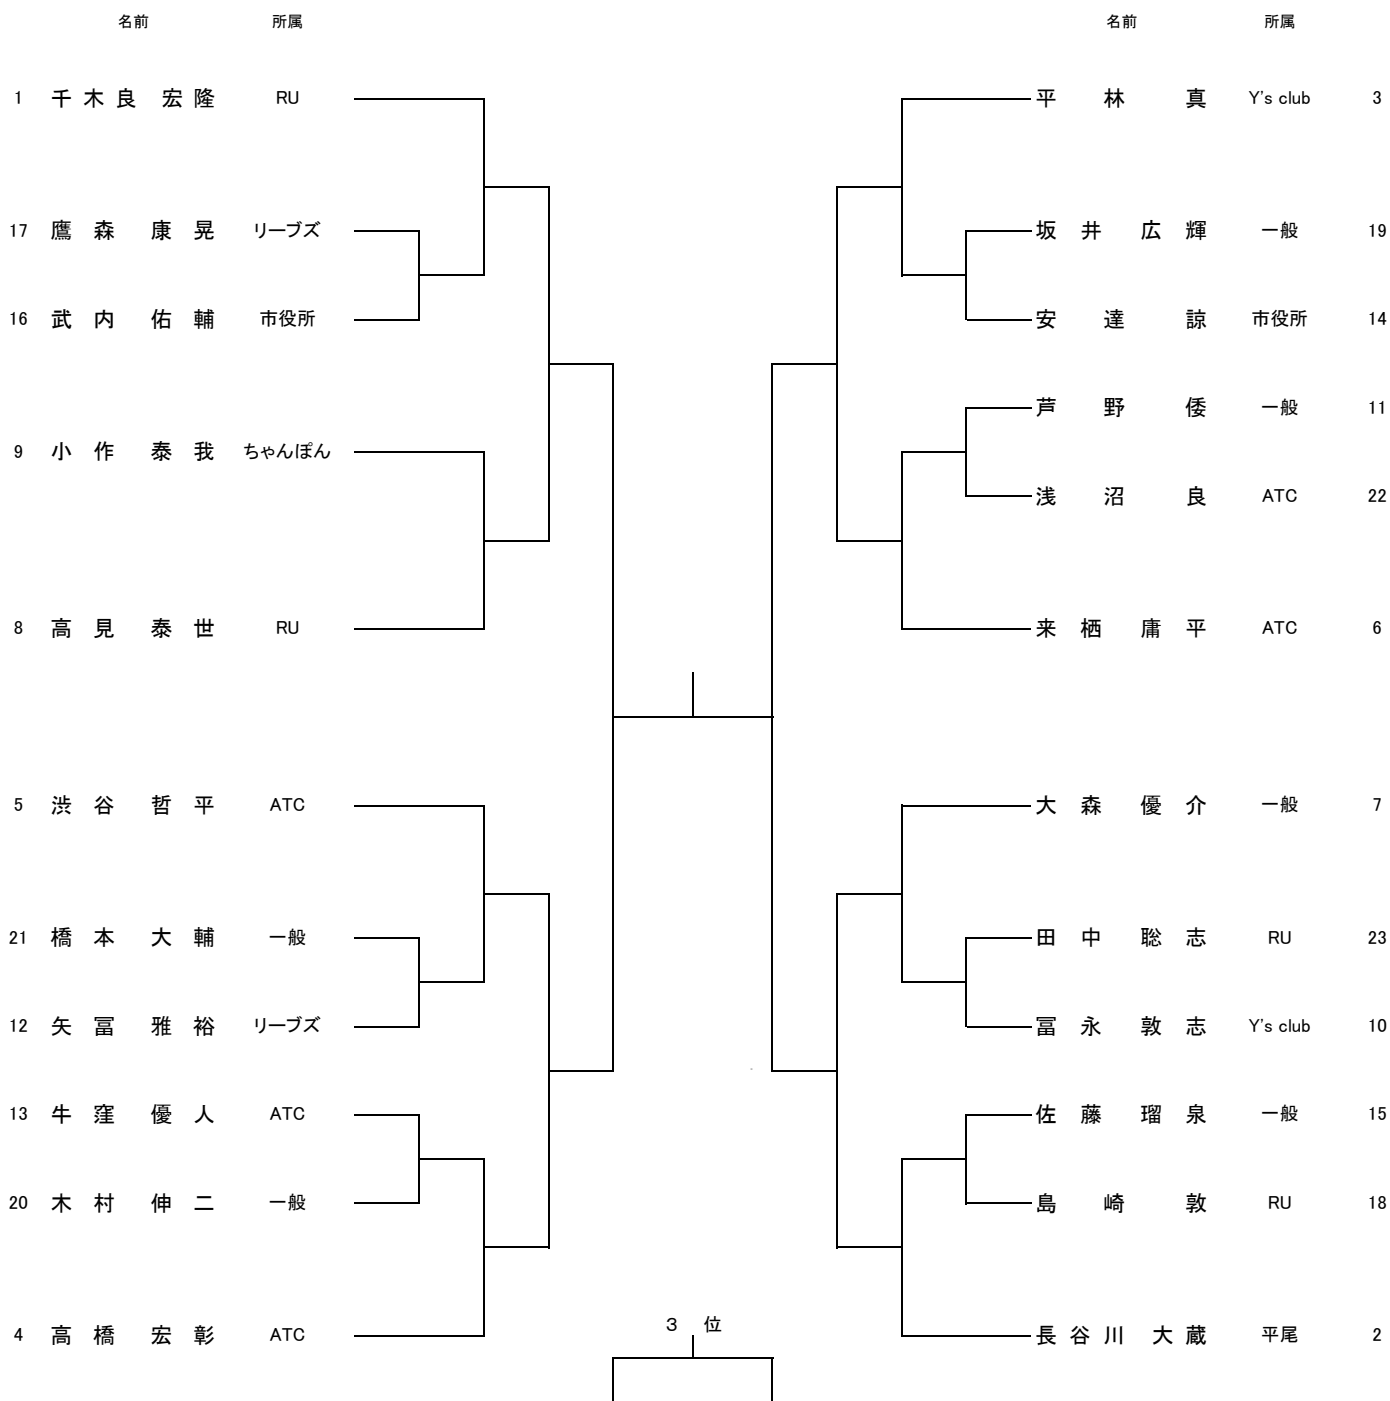 名前 所属 名前 所属
1 千木良 宏隆 RU 平林 真 Y's club 3
17 鷹森 康晃 リーブズ 坂井 広輝 一般 19
16 武内 佑輔 市役所 安達 諒 市役所 14
芦野 倭 一般 11
9 小作 泰我 ちゃんぽん
浅沼 良 ATC 22
8 高見 泰世 RU 来栖 庸平 ATC 6
5 渋谷 哲平 ATC 大森 優介 一般 7
21 橋本 大輔 一般 田中 聡志 RU 23
12 矢冨 雅裕 リーブズ 冨永 敦志 Y's club 10
13 牛窪 優人 ATC 佐藤 瑠泉 一般 15
20 木村 伸二 一般 島崎 敦 RU 18
3 位
4 高橋 宏彰 ATC 長谷川 大蔵 平尾 2